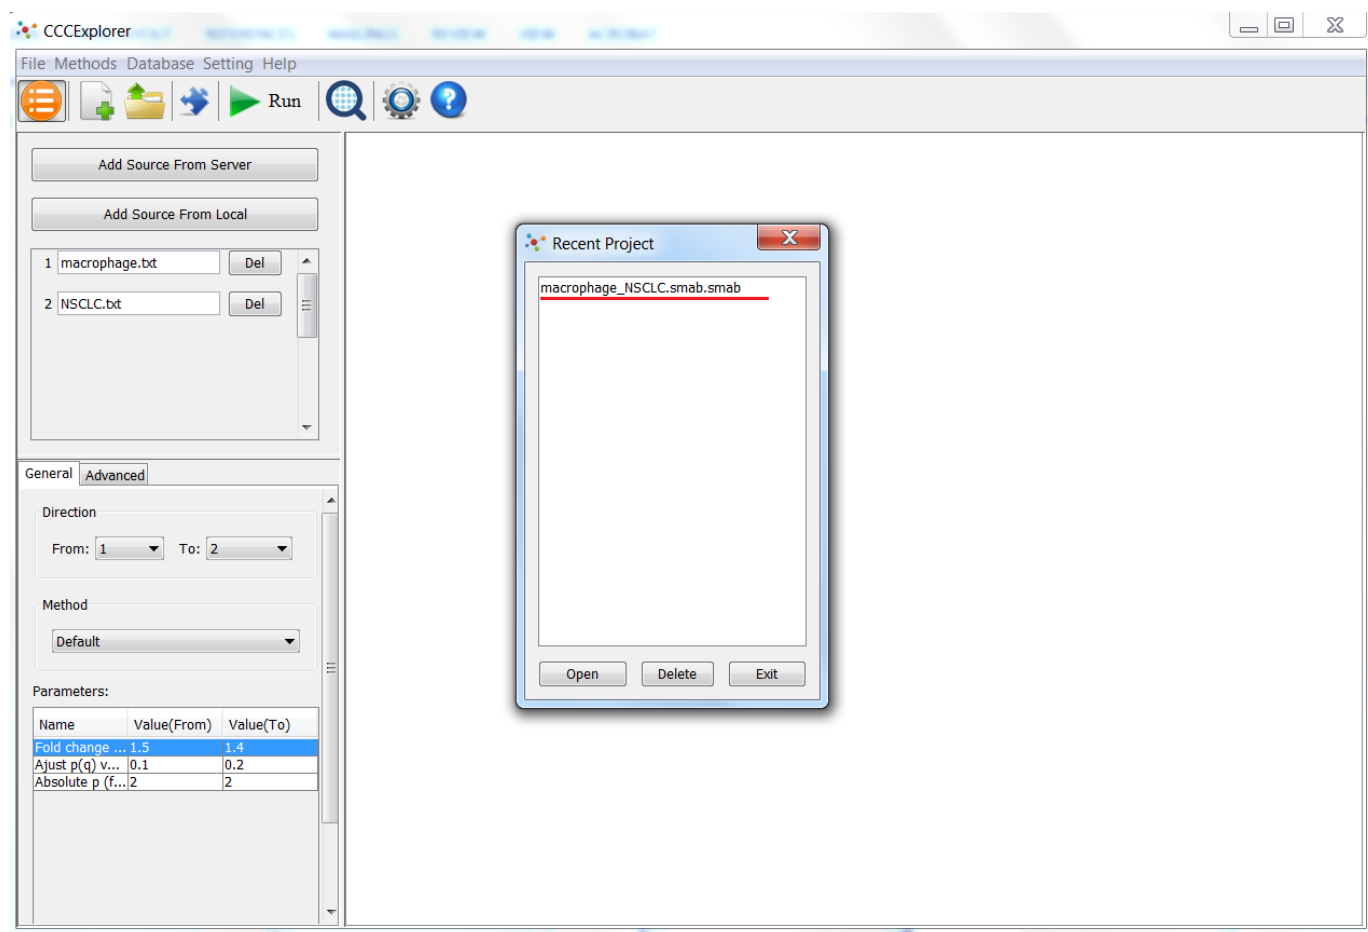 CCCExplorer
File Methods Database Setting Help
Run
Add Source From Server
Add Source From Local
1 macrophage.txt Del
2 NSCLC.txt Del
General Advanced
Direction
From: 1 To: 2
Method
Default
Parameters:
Name Value(From) Value(To)
Fold change ... 1.5 1.4
Ajust p(q) v... 0.1 0.2
Absolute p (f... 2 2
Recent Project
macrophage_NSCLC.smab.smab
Open Delete Exit